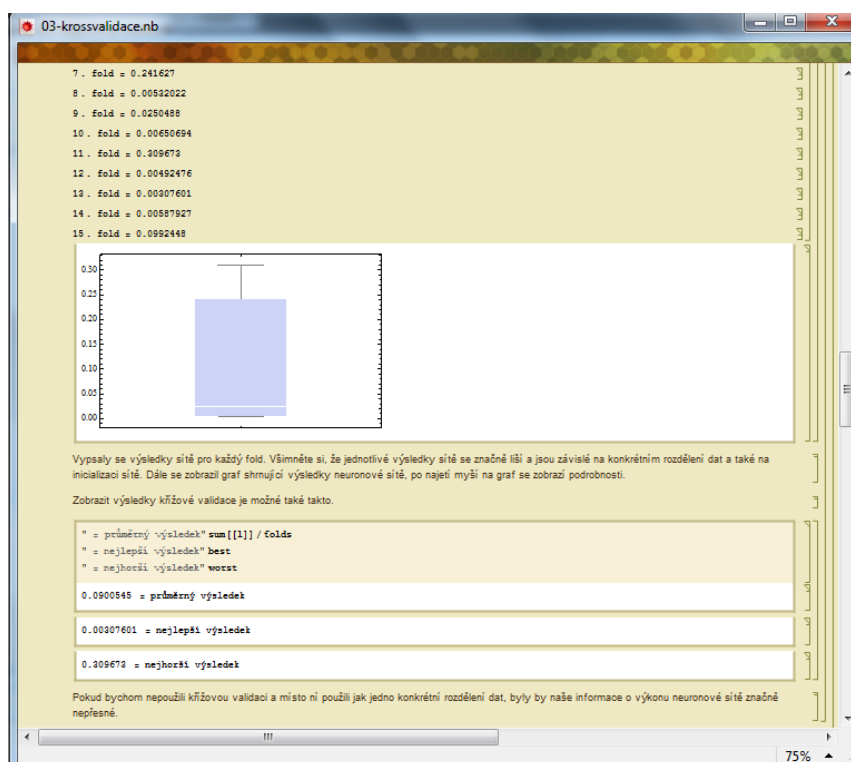 03-krossvalidace.nb
7 . fold = 0.241627
8 . fold = 0.00532022
9 . fold = 0.0250488
10 . fold = 0.00650694
11 . fold = 0.309673
12 . fold = 0.00492476
13 . fold = 0.00307601
14 . fold = 0.00587927
15 . fold = 0.0992448
0.30
0.25
0.20
0.15
0.10
0.05
0.00
Vypsaly se výsledky sítě pro každý fold. Všimněte si, že jednotlivé výsledky sítě se značně liší a jsou závislé na konkrétním rozdělení dat a také na
inicializaci sítě. Dále se zobrazil graf shrnující výsledky neuronové sítě, po najetí myší na graf se zobrazí podrobnosti.
Zobrazit výsledky křížové validace je možné také takto.
" = průměrný výsledek" sum[[1]] / folds
" = nejlepší výsledek" best
" = nejhorší výsledek" worst
0.0900545 = průměrný výsledek
0.00307601 = nejlepší výsledek
0.309673 = nejhorší výsledek
Pokud bychom nepoužili křížovou validaci a místo ní použili jak jedno konkrétní rozdělení dat, byly by naše informace o výkonu neuronové sítě značně
nepřesné.
75%